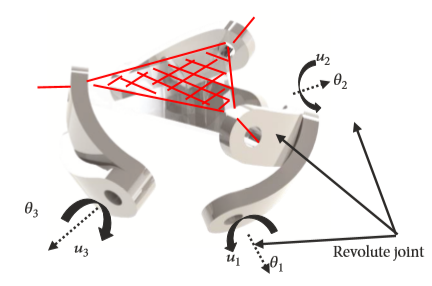 u₂
θ₂
θ₃
u₃
u₁
θ₁
Revolute joint